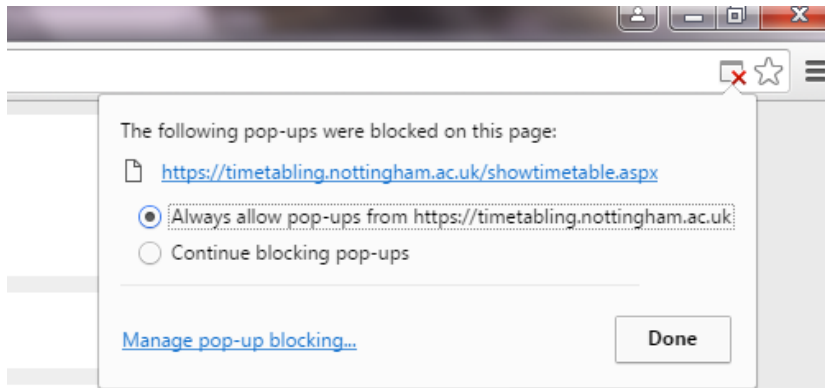 The following pop-ups were blocked on this page:
https://timetabling.nottingham.ac.uk/showtimetable.aspx
Always allow pop-ups from https://timetabling.nottingham.ac.uk
Continue blocking pop-ups
Manage pop-up blocking...
Done